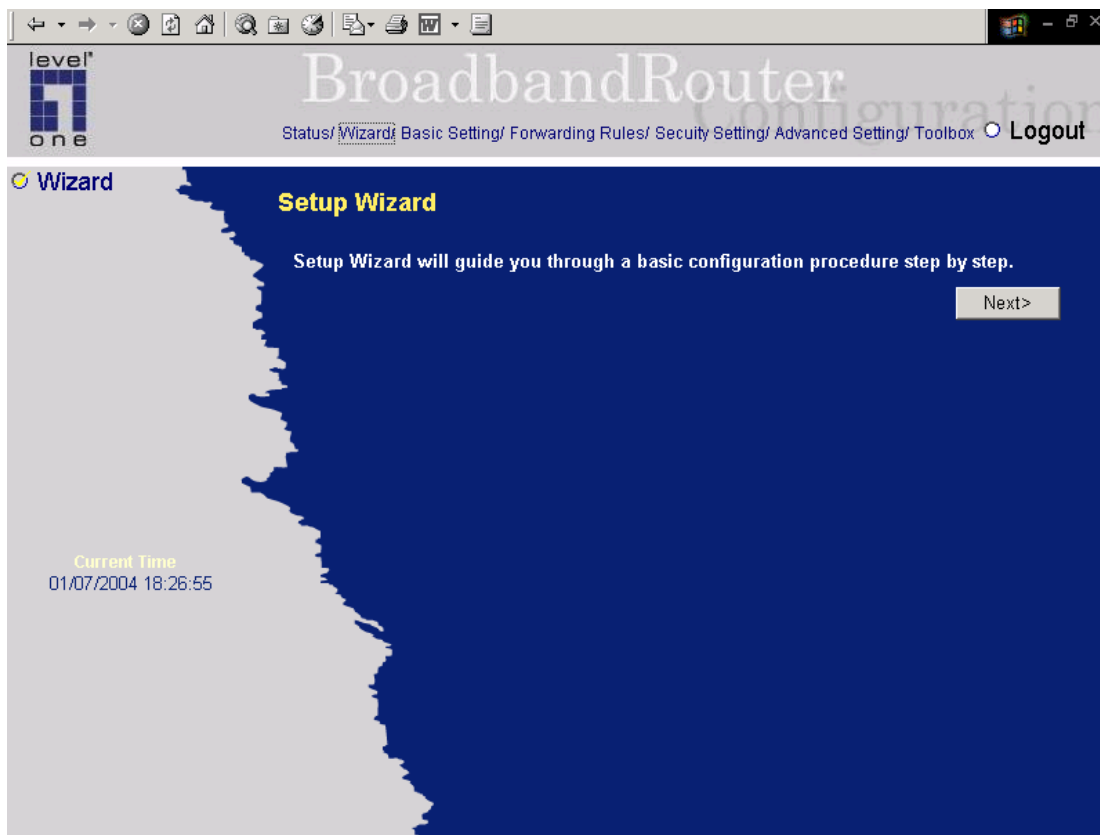 level
one
BroadbandRouter
Configuration
Status/ Wizard/ Basic Setting/ Forwarding Rules/ Secuity Setting/ Advanced Setting/ Toolbox Logout
Wizard
Setup Wizard
Setup Wizard will guide you through a basic configuration procedure step by step.
Next>
Current Time
01/07/2004 18:26:55